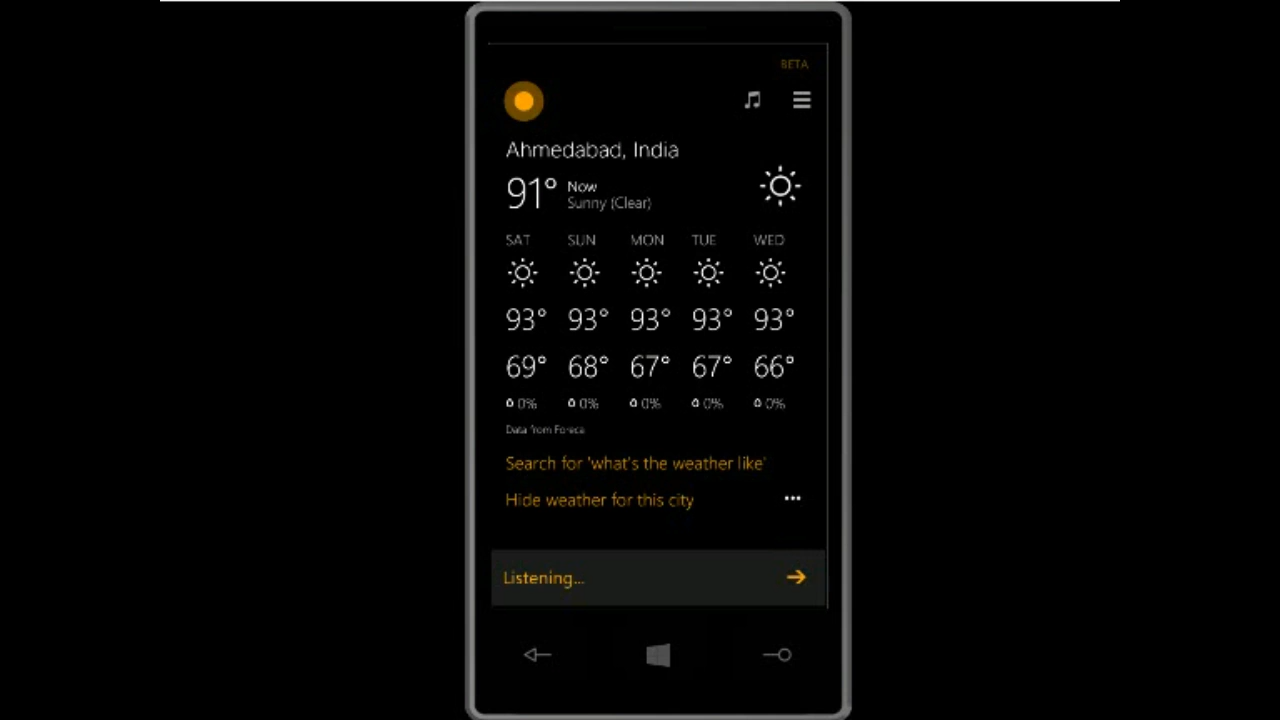 BETA
Ahmedabad, India
91° Now
Sunny (Clear)
SAT SUN MON TUE WED
93° 93° 93° 93° 93°
69° 68° 67° 67° 66°
0% 0% 0% 0% 0%
Data from Foreca
Search for 'what's the weather like'
Hide weather for this city
Listening...